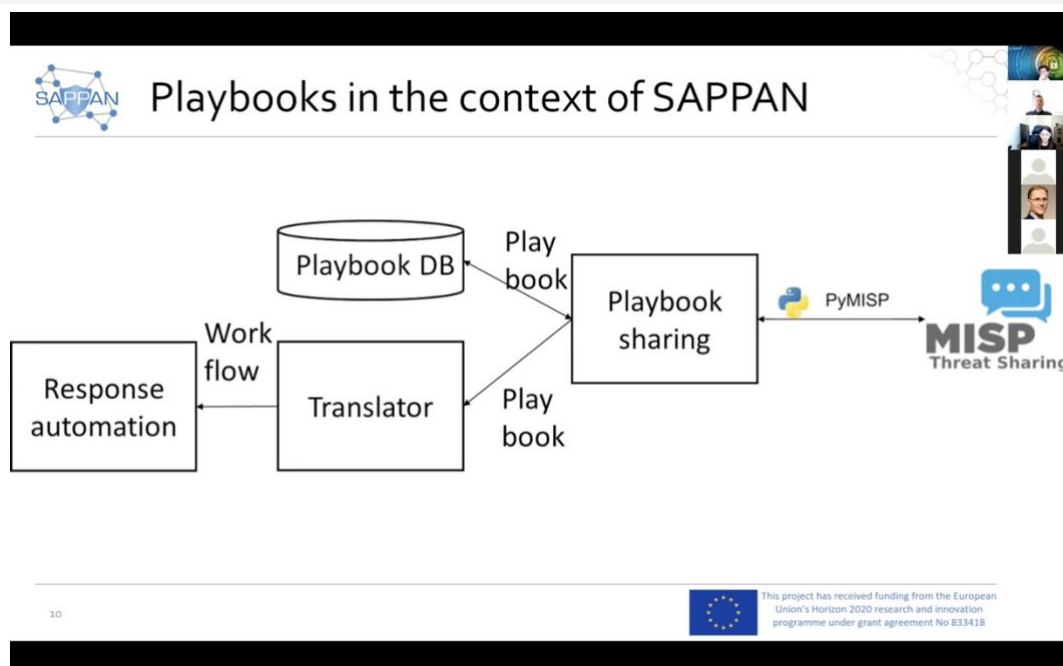 SAPPAN
Playbooks in the context of SAPPAN
Playbook DB
Play
book
Playbook
sharing
PyMISP
MISP
Threat Sharing
Work
flow
Response
automation
Translator
Play
book
10
This project has received funding from the European
Union's Horizon 2020 research and innovation
programme under grant agreement No 833418